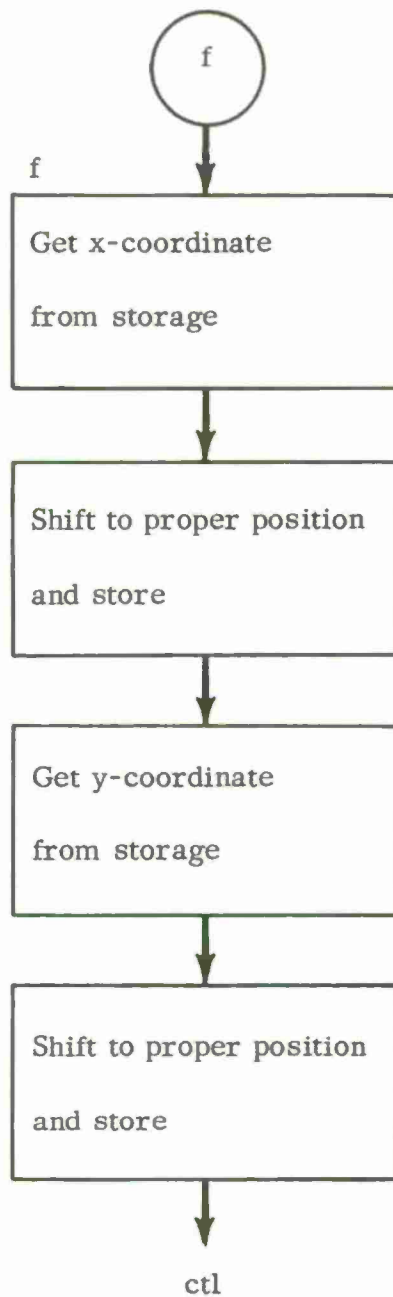 f
f
Get x-coordinate
from storage
Shift to proper position
and store
Get y-coordinate
from storage
Shift to proper position
and store
ctl